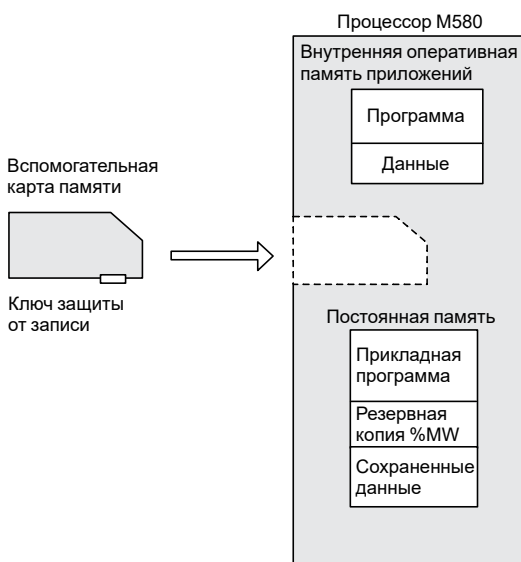 Процессор M580
Внутренняя оперативная
память приложений
Программа
Данные
Вспомогательная
карта памяти
Ключ защиты
от записи
Постоянная память
Прикладная
программа
Резервная
копия %MW
Сохраненные
данные